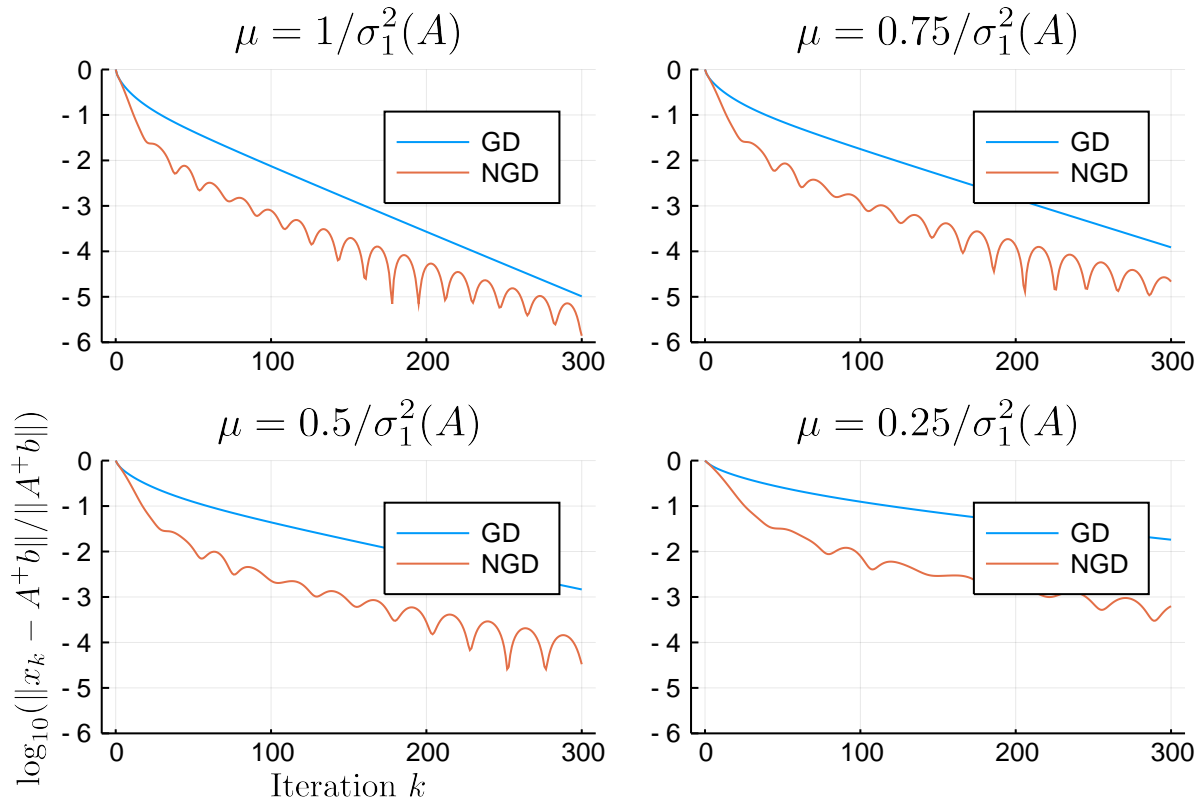 μ = 1/σ₁²(A)
0
- 1
- 2
- 3
- 4
- 5
- 6
0 100 200 300
GD
NGD
μ = 0.75/σ₁²(A)
0
- 1
- 2
- 3
- 4
- 5
- 6
0 100 200 300
GD
NGD
μ = 0.5/σ₁²(A)
log₁₀(||xₖ − A⁺b||/||A⁺b||)
0
- 1
- 2
- 3
- 4
- 5
- 6
0 100 200 300
Iteration k
GD
NGD
μ = 0.25/σ₁²(A)
0
- 1
- 2
- 3
- 4
- 5
- 6
0 100 200 300
GD
NGD